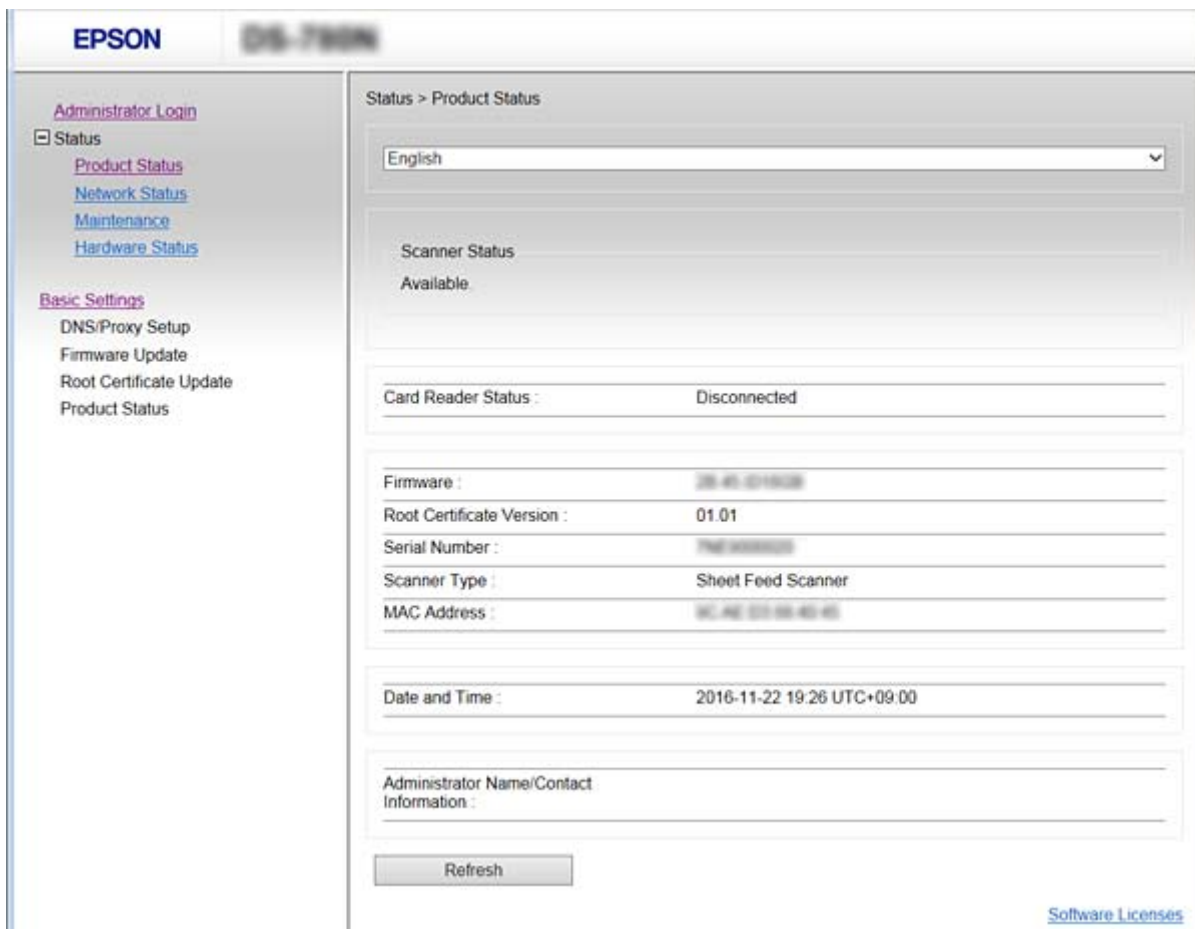 EPSON
Administrator Login
Status
Product Status
Network Status
Maintenance
Hardware Status
Basic Settings
DNS/Proxy Setup
Firmware Update
Root Certificate Update
Product Status
Status > Product Status
English
Scanner Status
Available.
Card Reader Status : Disconnected
Firmware :
Root Certificate Version : 01.01
Serial Number :
Scanner Type : Sheet Feed Scanner
MAC Address :
Date and Time : 2016-11-22 19:26 UTC+09:00
Administrator Name/Contact
Information :
Refresh
Software Licenses